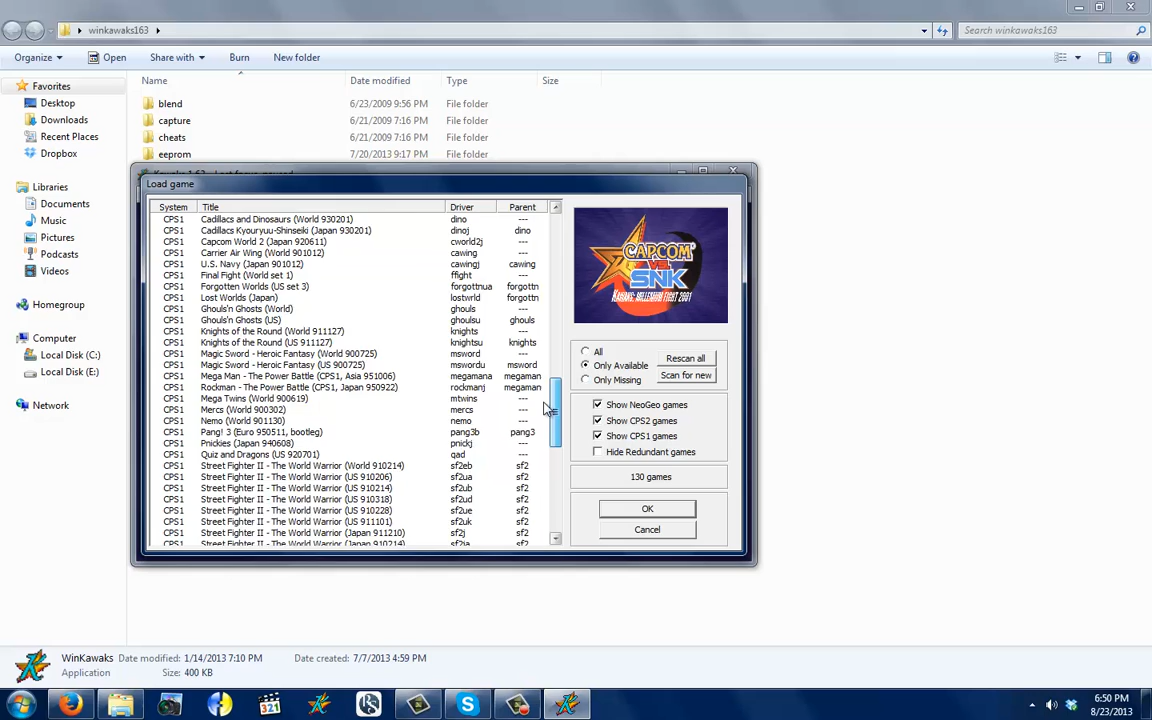 winkawaks163
Search winkawaks163
Organize
Open
Share with
Burn
New folder
Name
Date modified
Type
Size
Favorites
Desktop
Downloads
Recent Places
Dropbox
Libraries
Documents
Music
Pictures
Podcasts
Videos
Homegroup
Computer
Local Disk (C:)
Local Disk (E:)
Network
blend 6/23/2009 9:56 PM File folder
capture 6/21/2009 7:16 PM File folder
cheats 6/21/2009 7:16 PM File folder
eeprom 7/20/2013 9:17 PM File folder
Load game
System Title Driver Parent
CPS1 Cadillacs and Dinosaurs (World 930201) dino ---
CPS1 Cadillacs Kyouryuu-Shinseiki (Japan 930201) dinoj dino
CPS1 Capcom World 2 (Japan 920611) cworld2j ---
CPS1 Carrier Air Wing (World 901012) cawing ---
CPS1 U.S. Navy (Japan 901012) cawingj cawing
CPS1 Final Fight (World set 1) ffight ---
CPS1 Forgotten Worlds (US set 3) forgottnua forgottn
CPS1 Lost Worlds (Japan) lostwrld forgottn
CPS1 Ghouls'n Ghosts (World) ghouls ---
CPS1 Ghouls'n Ghosts (US) ghoulsu ghouls
CPS1 Knights of the Round (World 911127) knights ---
CPS1 Knights of the Round (US 911127) knightsu knights
CPS1 Magic Sword - Heroic Fantasy (World 900725) msword ---
CPS1 Magic Sword - Heroic Fantasy (US 900725) mswordu msword
CPS1 Mega Man - The Power Battle (CPS1, Asia 951006) megamana megaman
CPS1 Rockman - The Power Battle (CPS1, Japan 950922) rockmanj megaman
CPS1 Mega Twins (World 900619) mtwins ---
CPS1 Mercs (World 900302) mercs ---
CPS1 Nemo (World 901130) nemo ---
CPS1 Pang! 3 (Euro 950511, bootleg) pang3b pang3
CPS1 Pnickies (Japan 940608) pnickj ---
CPS1 Quiz and Dragons (US 920701) qad ---
CPS1 Street Fighter II - The World Warrior (World 910214) sf2eb sf2
CPS1 Street Fighter II - The World Warrior (US 910206) sf2ua sf2
CPS1 Street Fighter II - The World Warrior (US 910214) sf2ub sf2
CPS1 Street Fighter II - The World Warrior (US 910318) sf2ud sf2
CPS1 Street Fighter II - The World Warrior (US 910228) sf2ue sf2
CPS1 Street Fighter II - The World Warrior (US 911101) sf2uk sf2
CPS1 Street Fighter II - The World Warrior (Japan 911210) sf2j sf2
CPS1 Street Fighter II - The World Warrior (Japan 910214) sf2ja sf2
CAPCOM
VS.
SNK
All
Only Available
Only Missing
Rescan all
Scan for new
Show NeoGeo games
Show CPS2 games
Show CPS1 games
Hide Redundant games
130 games
OK
Cancel
WinKawaks Date modified: 1/14/2013 7:10 PM Date created: 7/7/2013 4:59 PM
Application Size: 400 KB
321
6:50 PM
8/23/2013